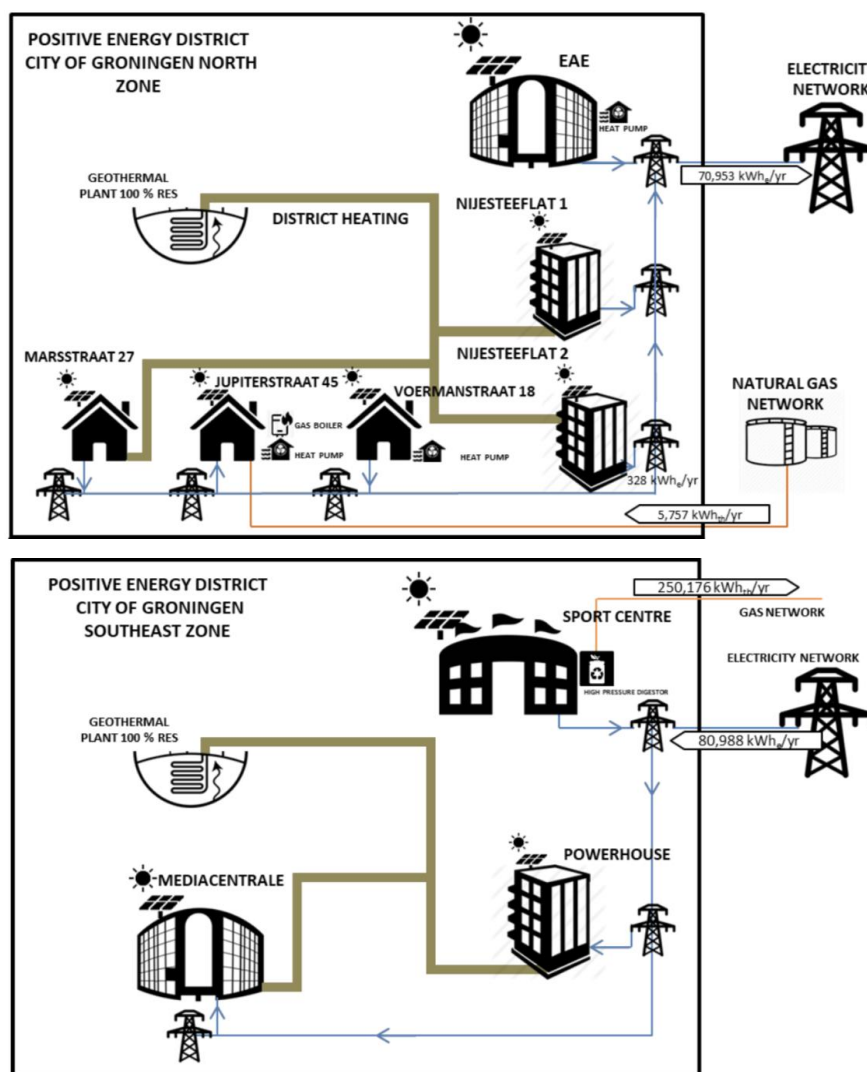 POSITIVE ENERGY DISTRICT
CITY OF GRONINGEN NORTH
ZONE
EAE
HEAT PUMP
ELECTRICITY
NETWORK
70,953 kWhe/yr
GEOTHERMAL
PLANT 100 % RES
DISTRICT HEATING
NIJESTEEFLAT 1
MARSSTRAAT 27
JUPITERSTRAAT 45
GAS BOILER
HEAT PUMP
VOERMANSTRAAT 18
HEAT PUMP
NIJESTEEFLAT 2
328 kWhe/yr
NATURAL GAS
NETWORK
5,757 kWhth/yr
POSITIVE ENERGY DISTRICT
CITY OF GRONINGEN
SOUTHEAST ZONE
250,176 kWhth/yr
GAS NETWORK
SPORT CENTRE
HIGH PRESSURE DIGESTOR
ELECTRICITY NETWORK
80,988 kWhe/yr
GEOTHERMAL
PLANT 100 % RES
MEDIACENTRALE
POWERHOUSE